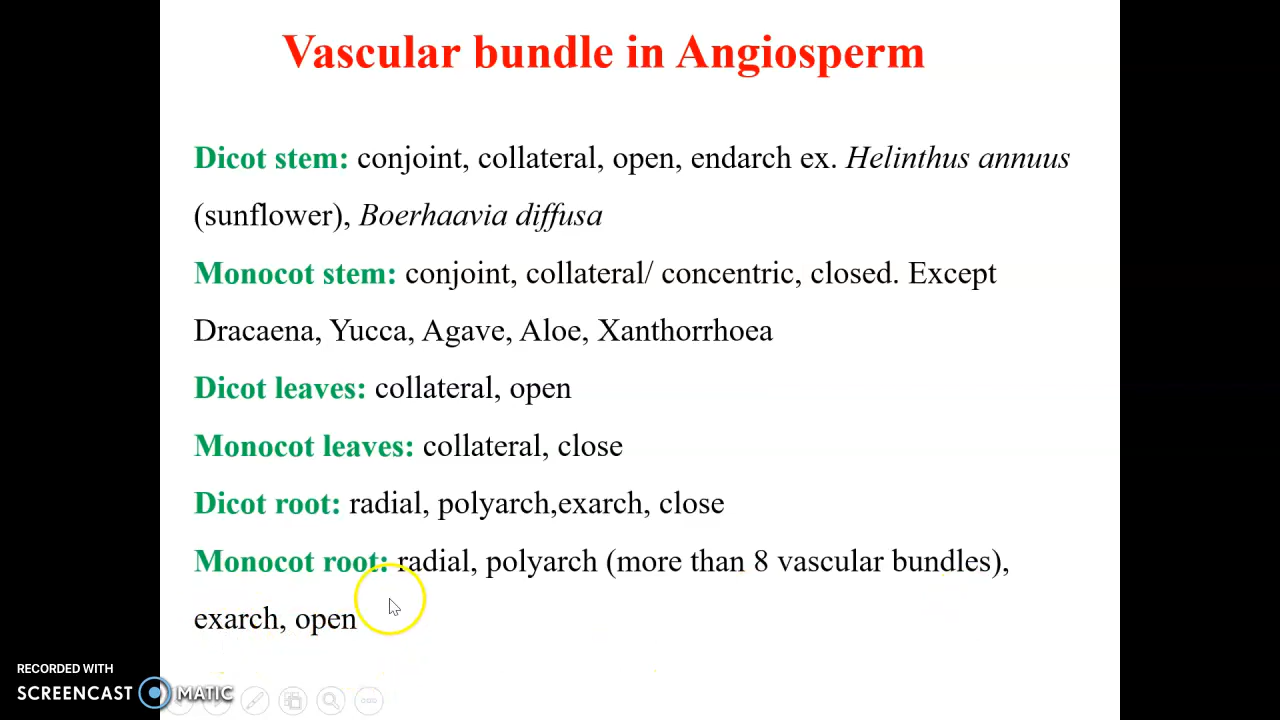 Vascular bundle in Angiosperm
Dicot stem: conjoint, collateral, open, endarch ex. Helinthus annuus
(sunflower), Boerhaavia diffusa
Monocot stem: conjoint, collateral/ concentric, closed. Except
Dracaena, Yucca, Agave, Aloe, Xanthorrhoea
Dicot leaves: collateral, open
Monocot leaves: collateral, close
Dicot root: radial, polyarch,exarch, close
Monocot root: radial, polyarch (more than 8 vascular bundles),
exarch, open
RECORDED WITH
SCREENCAST MATIC